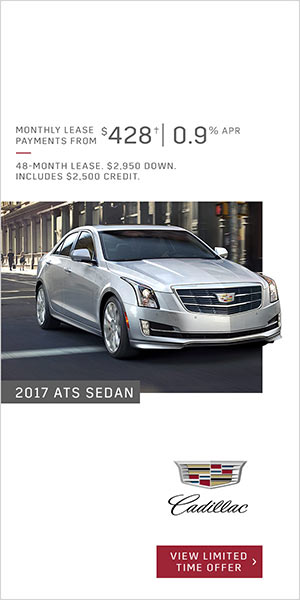 MONTHLY LEASE
PAYMENTS FROM
$428† | 0.9% APR
48-MONTH LEASE. $2,950 DOWN.
INCLUDES $2,500 CREDIT.
2017 ATS SEDAN
Cadillac
VIEW LIMITED
TIME OFFER ›